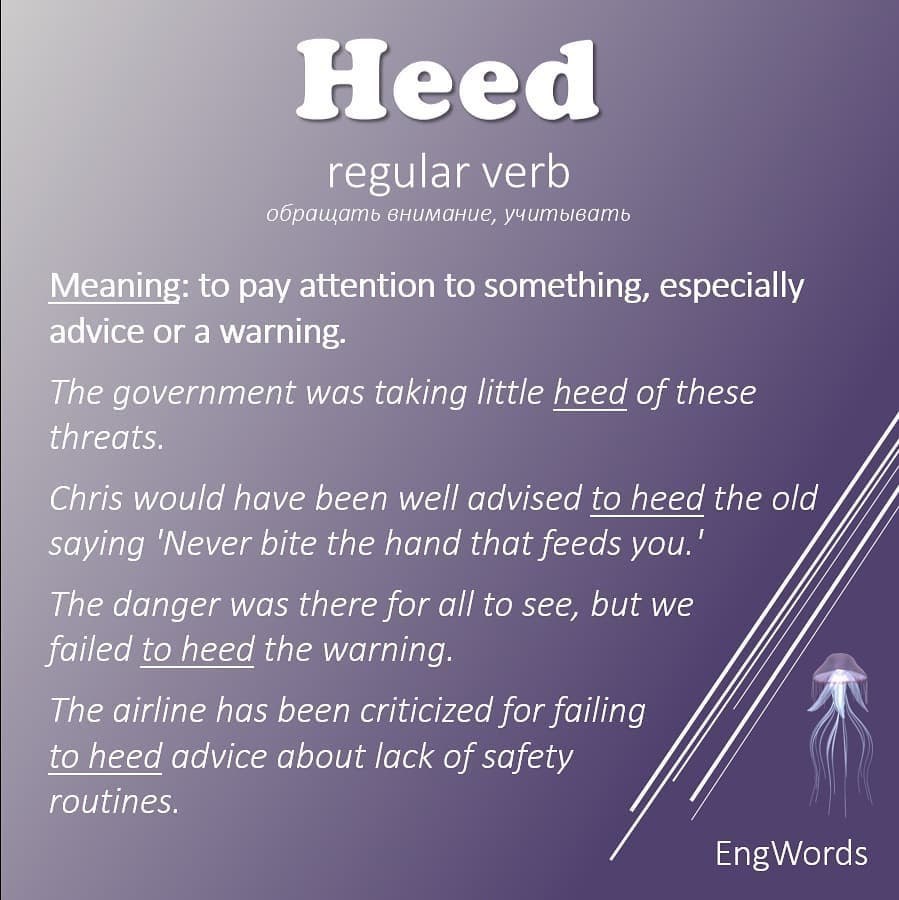 Heed
regular verb
обращать внимание, учитывать
Meaning: to pay attention to something, especially
advice or a warning.
The government was taking little heed of these
threats.
Chris would have been well advised to heed the old
saying 'Never bite the hand that feeds you.'
The danger was there for all to see, but we
failed to heed the warning.
The airline has been criticized for failing
to heed advice about lack of safety
routines.
EngWords